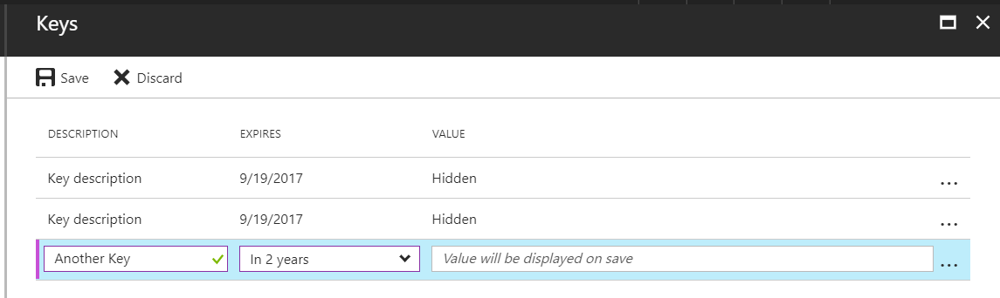 Keys
Save Discard
DESCRIPTION EXPIRES VALUE
Key description 9/19/2017 Hidden ...
Key description 9/19/2017 Hidden ...
Another Key In 2 years Value will be displayed on save ...